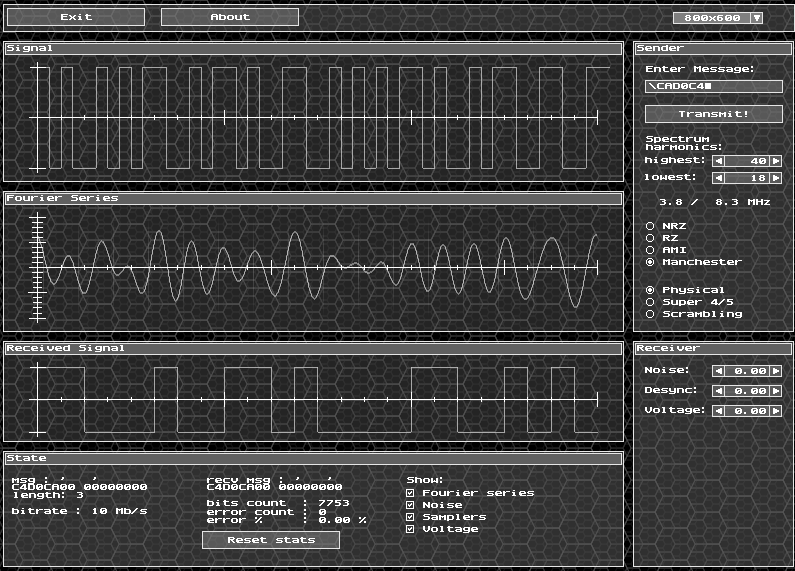 Exit
About
800x600
Signal
Fourier Series
Received Signal
State
msg : ' '
C4D0CA00 00000000
length: 3
bitrate : 10 Mb/s
recv msg : ' '
C4D0CA00 00000000
bits count : 7753
error count : 0
error % : 0.00 %
Reset stats
Show:
Fourier series
Noise
Samplers
Voltage
Sender
Enter Message:
\CAD0C4
Transmit!
Spectrum
harmonics:
highest: 40
lowest: 18
3.8 / 8.3 MHz
NRZ
RZ
AMI
Manchester
Physical
Super 4/5
Scrambling
Receiver
Noise: 0.00
Desync: 0.00
Voltage: 0.00